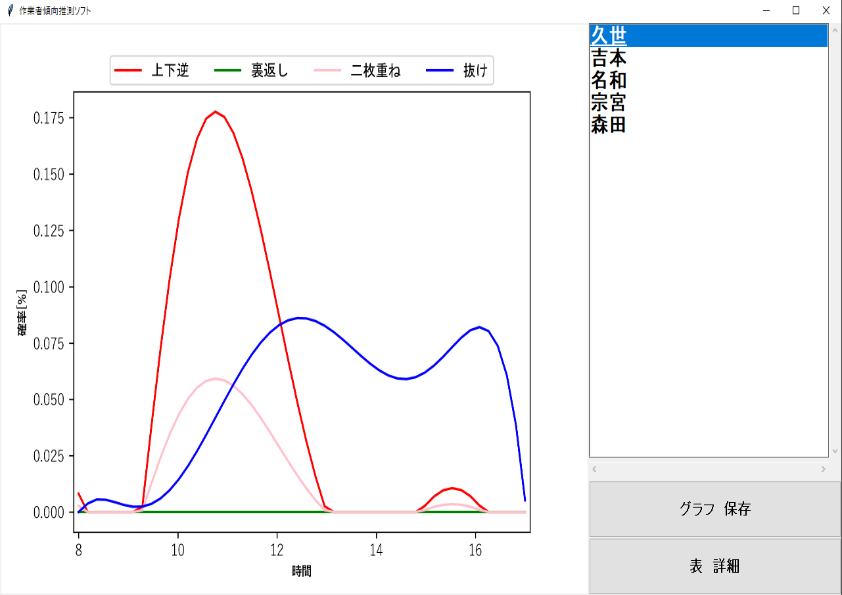 作業者傾向推測ソフト
上下逆 裏返し 二枚重ね 抜け
0.175
0.150
0.125
0.100
0.075
0.050
0.025
0.000
確率[%]
8 10 12 14 16
時間
久世
吉本
名和
宗宮
森田
グラフ 保存
表 詳細